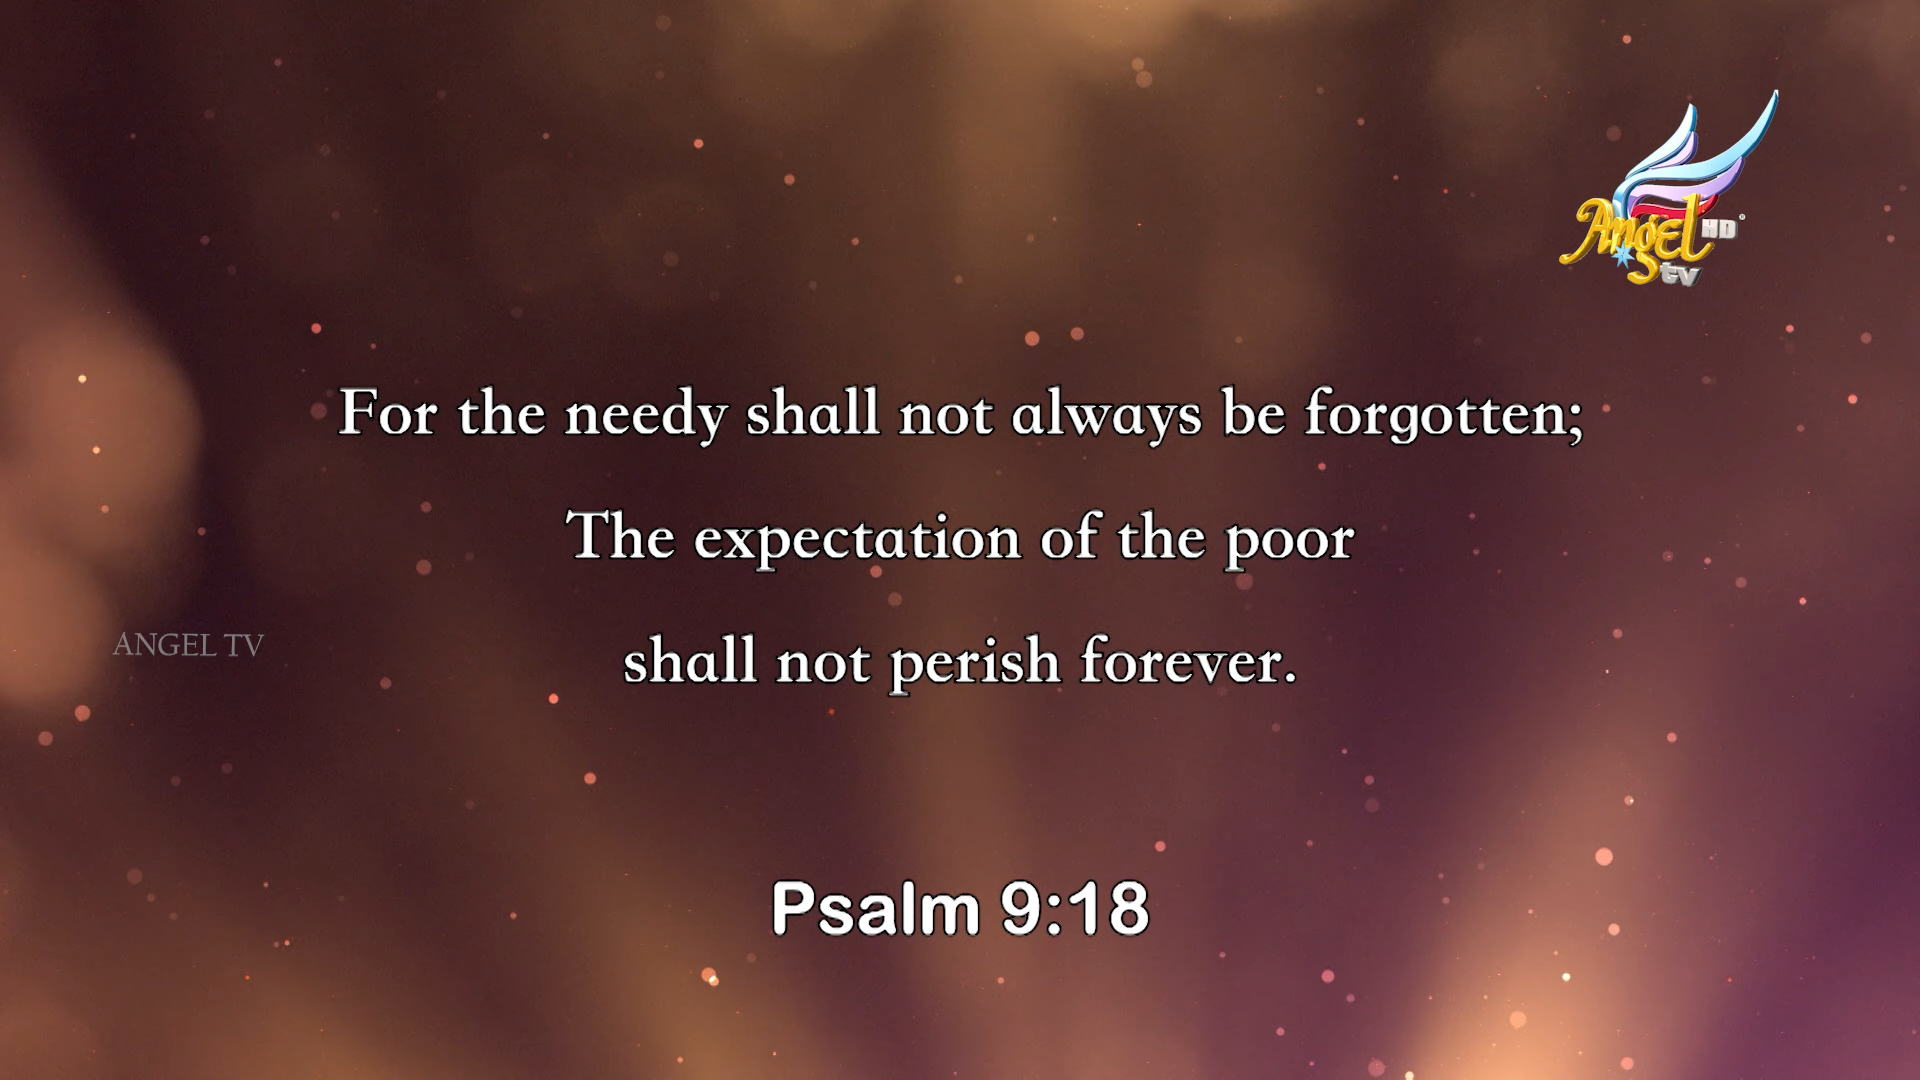 Angel HD
tv
For the needy shall not always be forgotten;
The expectation of the poor
shall not perish forever.
ANGEL TV
Psalm 9:18